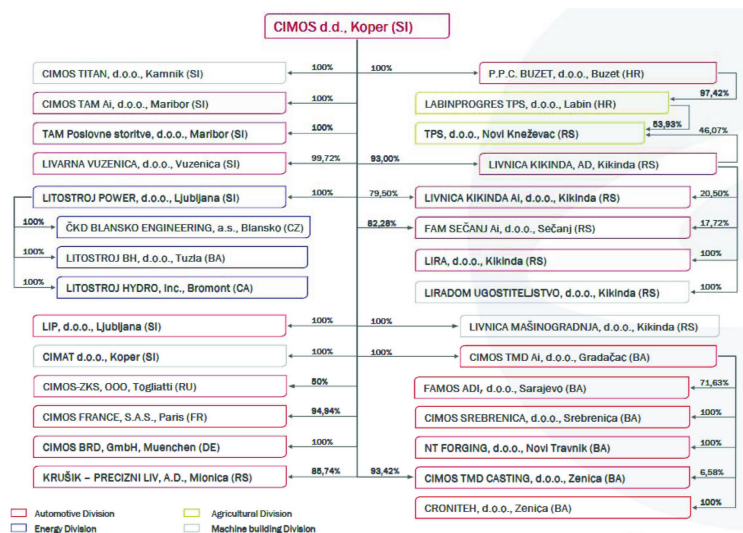 CIMOS d.d., Koper (SI)
CIMOS TITAN, d.o.o., Kamnik (SI)
100%
100%
P.P.C. BUZET, d.o.o., Buzet (HR)
97,42%
CIMOS TAM Ai, d.o.o., Maribor (SI)
100%
LABINPROGRES TPS, d.o.o., Labin (HR)
53,93%
TAM Poslovne storitve, d.o.o., Maribor (SI)
100%
TPS, d.o.o., Novi Kneževac (RS)
46,07%
LIVARNA VUZENICA, d.o.o., Vuzenica (SI)
99,72%
93,00%
LIVNICA KIKINDA, AD, Kikinda (RS)
LITOSTROJ POWER, d.o.o., Ljubljana (SI)
100%
79,50%
LIVNICA KIKINDA Ai, d.o.o., Kikinda (RS)
20,50%
100%
ČKD BLANSKO ENGINEERING, a.s., Blansko (CZ)
82,28%
FAM SEČANJ Ai, d.o.o., Sečanj (RS)
17,72%
100%
LITOSTROJ BH, d.o.o., Tuzla (BA)
LIRA, d.o.o., Kikinda (RS)
100%
100%
LITOSTROJ HYDRO, Inc., Bromont (CA)
LIRADOM UGOSTITELJSTVO, d.o.o., Kikinda (RS)
100%
LIP, d.o.o., Ljubljana (SI)
100%
100%
LIVNICA MAŠINOGRADNJA, d.o.o., Kikinda (RS)
CIMAT d.o.o., Koper (SI)
100%
100%
CIMOS TMD Ai, d.o.o., Gradačac (BA)
CIMOS-ZKS, OOO, Togliatti (RU)
50%
FAMOS ADI, d.o.o., Sarajevo (BA)
71,63%
CIMOS FRANCE, S.A.S., Paris (FR)
94,94%
CIMOS SREBRENICA, d.o.o., Srebrenica (BA)
100%
CIMOS BRD, GmbH, Muenchen (DE)
100%
NT FORGING, d.o.o., Novi Travnik (BA)
100%
KRUŠIK – PRECIZNI LIV, A.D., Mionica (RS)
85,74%
93,42%
CIMOS TMD CASTING, d.o.o., Zenica (BA)
6,58%
CRONITEH, d.o.o., Zenica (BA)
100%
Automotive Division
Agricultural Division
Energy Division
Machine building Division